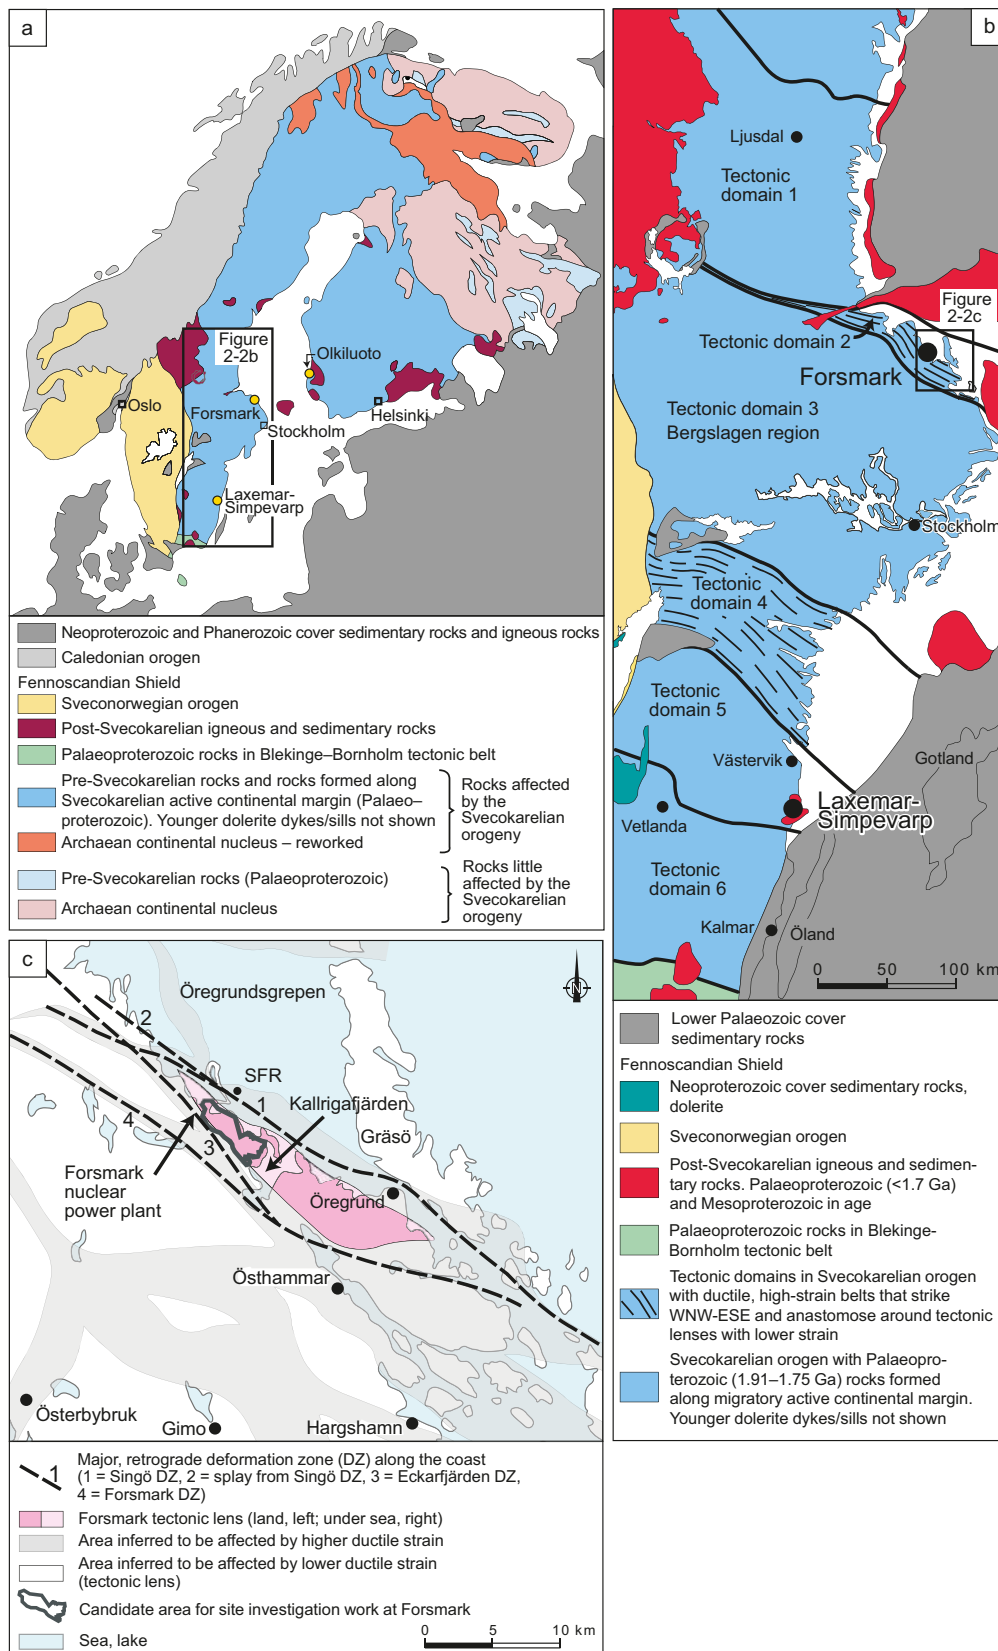 a
Figure
2-2b
Olkiluoto
Oslo
Forsmark
Helsinki
Stockholm
Laxemar-
Simpevarp
Neoproterozoic and Phanerozoic cover sedimentary rocks and igneous rocks
Caledonian orogen
Fennoscandian Shield
Sveconorwegian orogen
Post-Svecokarelian igneous and sedimentary rocks
Palaeoproterozoic rocks in Blekinge–Bornholm tectonic belt
Pre-Svecokarelian rocks and rocks formed along
Svecokarelian active continental margin (Palaeo–
proterozoic). Younger dolerite dykes/sills not shown
Archaean continental nucleus – reworked
Rocks affected
by the
Svecokarelian
orogeny
Pre-Svecokarelian rocks (Palaeoproterozoic)
Archaean continental nucleus
Rocks little
affected by the
Svecokarelian
orogeny
b
Ljusdal
Tectonic
domain 1
Figure
2-2c
Tectonic domain 2
Forsmark
Tectonic domain 3
Bergslagen region
Stockholm
Tectonic
domain 4
Tectonic
domain 5
Västervik
Gotland
Laxemar-
Simpevarp
Vetlanda
Tectonic
domain 6
Kalmar
Öland
0 50 100 km
Lower Palaeozoic cover
sedimentary rocks
Fennoscandian Shield
Neoproterozoic cover sedimentary rocks,
dolerite
Sveconorwegian orogen
Post-Svecokarelian igneous and sedimen-
tary rocks. Palaeoproterozoic (<1.7 Ga)
and Mesoproterozoic in age
Palaeoproterozoic rocks in Blekinge-
Bornholm tectonic belt
Tectonic domains in Svecokarelian orogen
with ductile, high-strain belts that strike
WNW-ESE and anastomose around tectonic
lenses with lower strain
Svecokarelian orogen with Palaeopro-
terozoic (1.91–1.75 Ga) rocks formed
along migratory active continental margin.
Younger dolerite dykes/sills not shown
c
N
Öregrundsgrepen
2
SFR
1
Kallrigafjärden
4
3
Gräsö
Forsmark
nuclear
power plant
Öregrund
Östhammar
Österbybruk
Gimo
Hargshamn
1
Major, retrograde deformation zone (DZ) along the coast
(1 = Singö DZ, 2 = splay from Singö DZ, 3 = Eckarfjärden DZ,
4 = Forsmark DZ)
Forsmark tectonic lens (land, left; under sea, right)
Area inferred to be affected by higher ductile strain
Area inferred to be affected by lower ductile strain
(tectonic lens)
Candidate area for site investigation work at Forsmark
Sea, lake
0 5 10 km